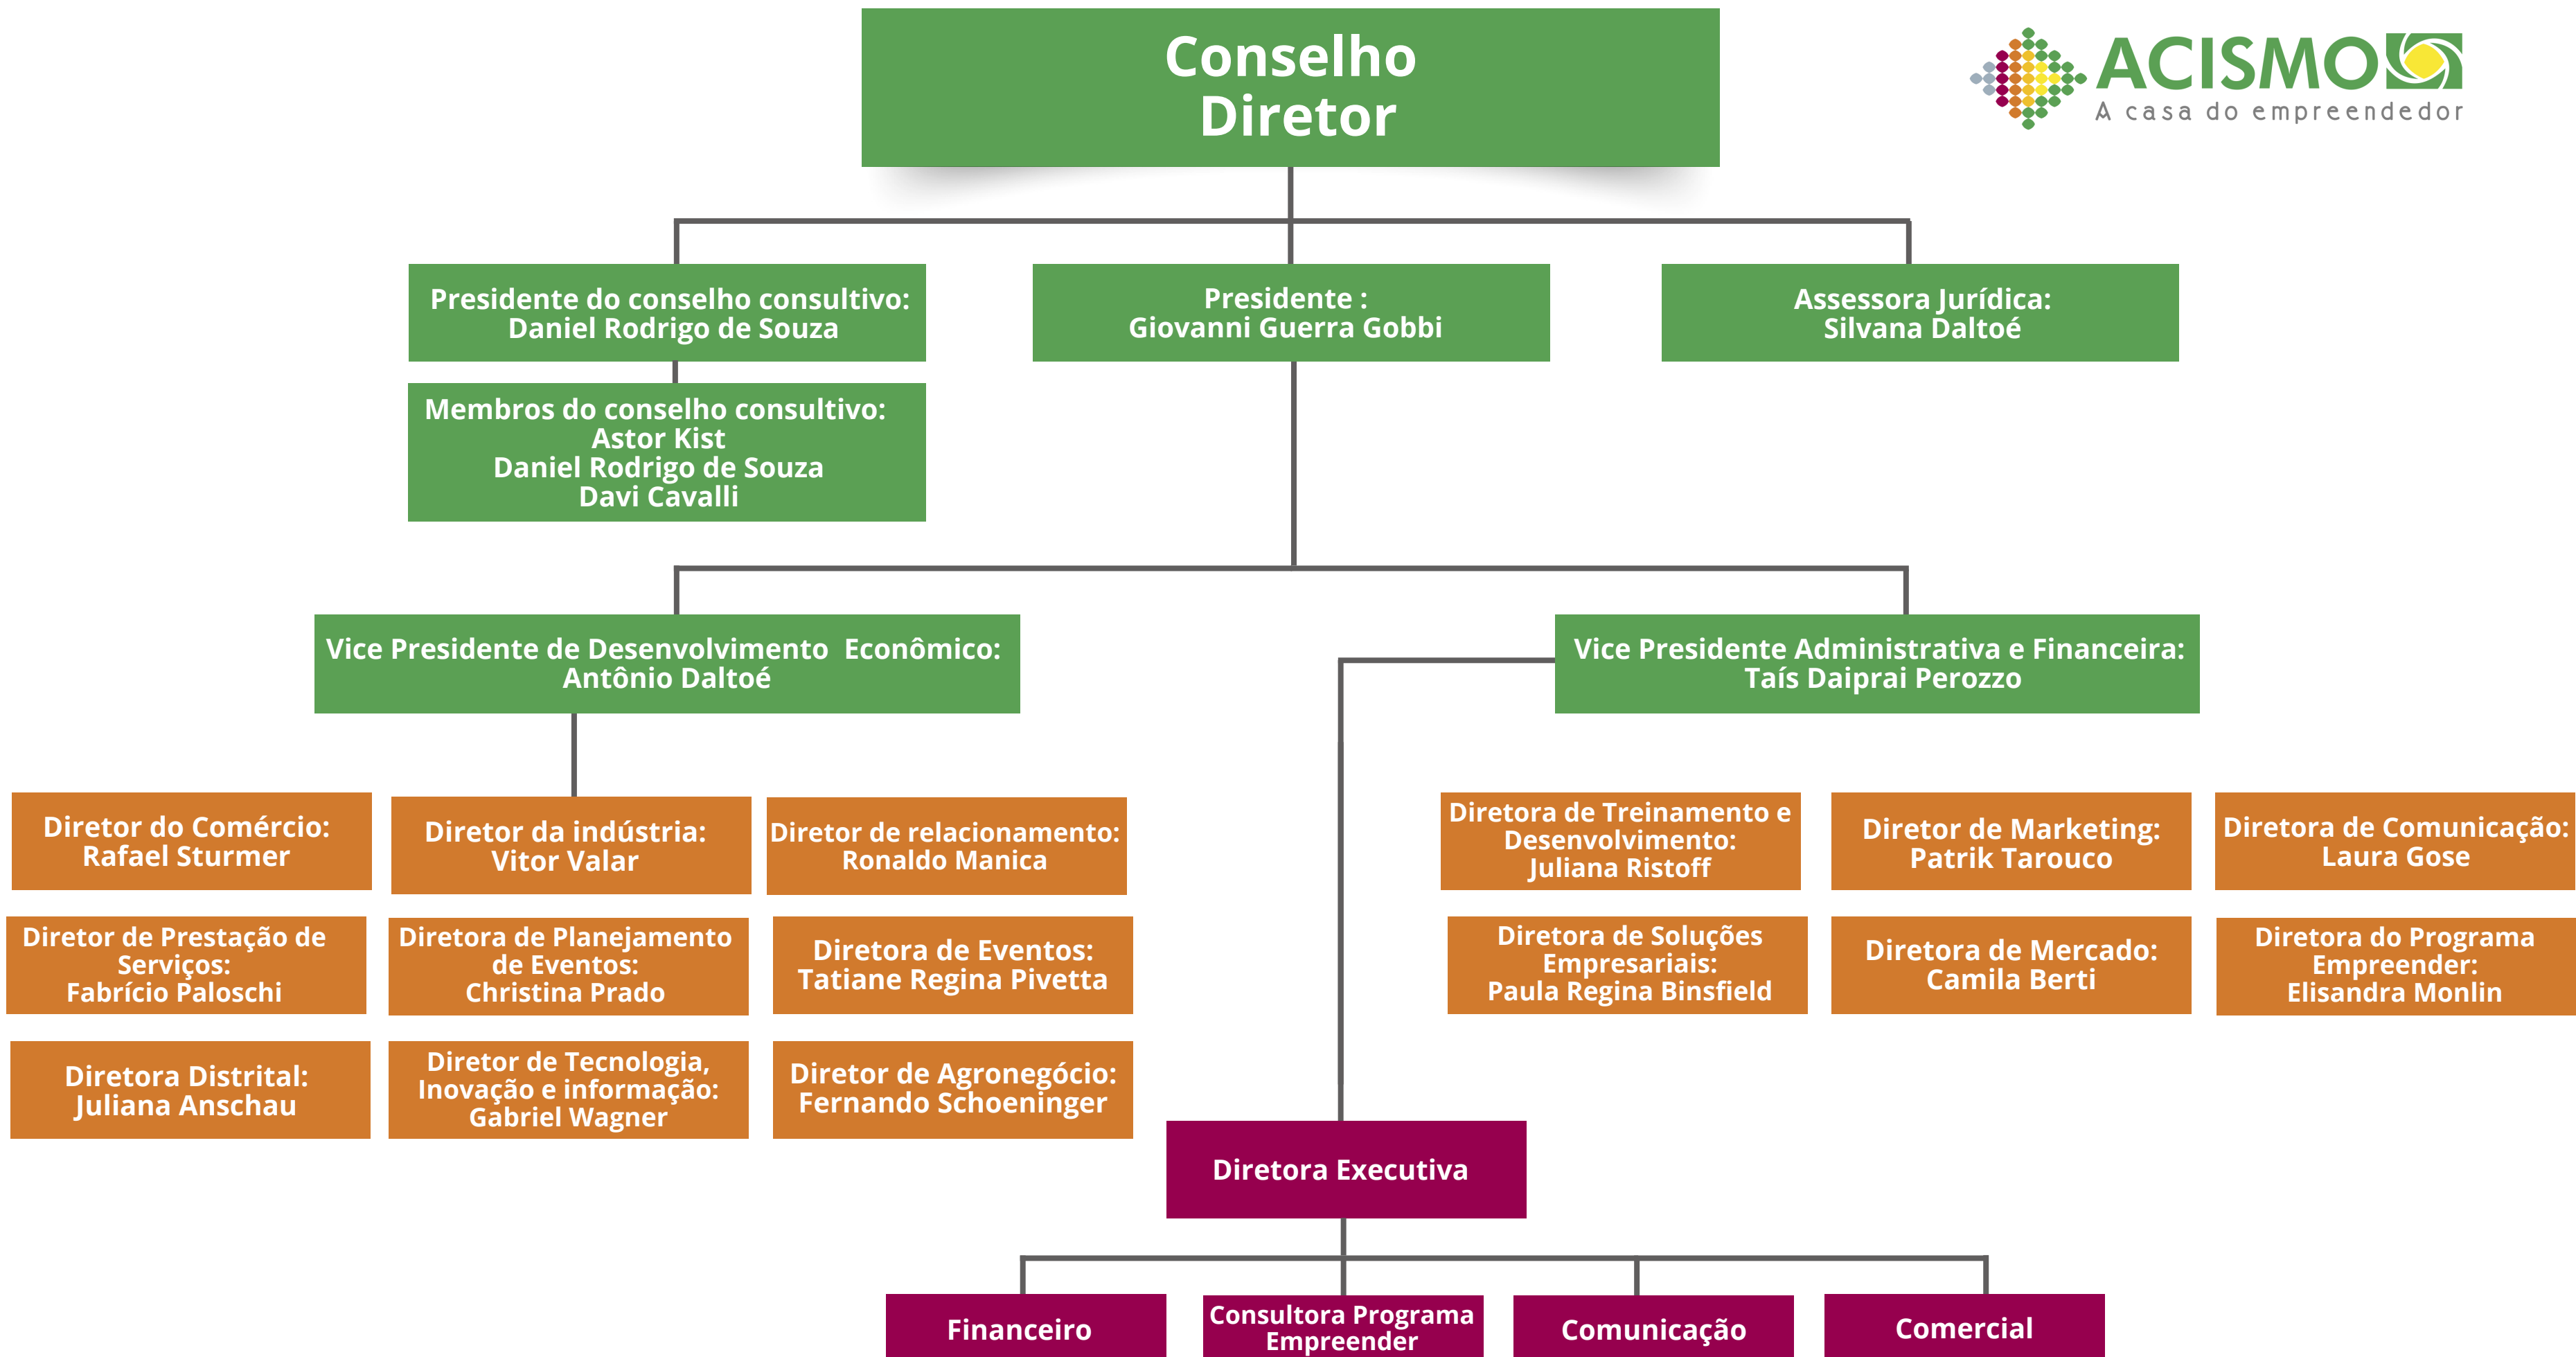 Conselho
Diretor
ACISMO
A casa do empreendedor
Presidente do conselho consultivo:
Daniel Rodrigo de Souza
Presidente :
Giovanni Guerra Gobbi
Assessora Jurídica:
Silvana Daltoé
Membros do conselho consultivo:
Astor Kist
Daniel Rodrigo de Souza
Davi Cavalli
Vice Presidente de Desenvolvimento  Econômico:
Antônio Daltoé
Vice Presidente Administrativa e Financeira:
Taís Daiprai Perozzo
Diretor do Comércio:
Rafael Sturmer
Diretor da indústria:
Vitor Valar
Diretor de relacionamento:
Ronaldo Manica
Diretora de Treinamento e
Desenvolvimento:
Juliana Ristoff
Diretor de Marketing:
Patrik Tarouco
Diretora de Comunicação:
Laura Gose
Diretor de Prestação de
Serviços:
Fabrício Paloschi
Diretora de Planejamento
de Eventos:
Christina Prado
Diretora de Eventos:
Tatiane Regina Pivetta
Diretora de Soluções
Empresariais:
Paula Regina Binsfield
Diretora de Mercado:
Camila Berti
Diretora do Programa
Empreender:
Elisandra Monlin
Diretora Distrital:
Juliana Anschau
Diretor de Tecnologia,
Inovação e informação:
Gabriel Wagner
Diretor de Agronegócio:
Fernando Schoeninger
Diretora Executiva
Financeiro
Consultora Programa
Empreender
Comunicação
Comercial